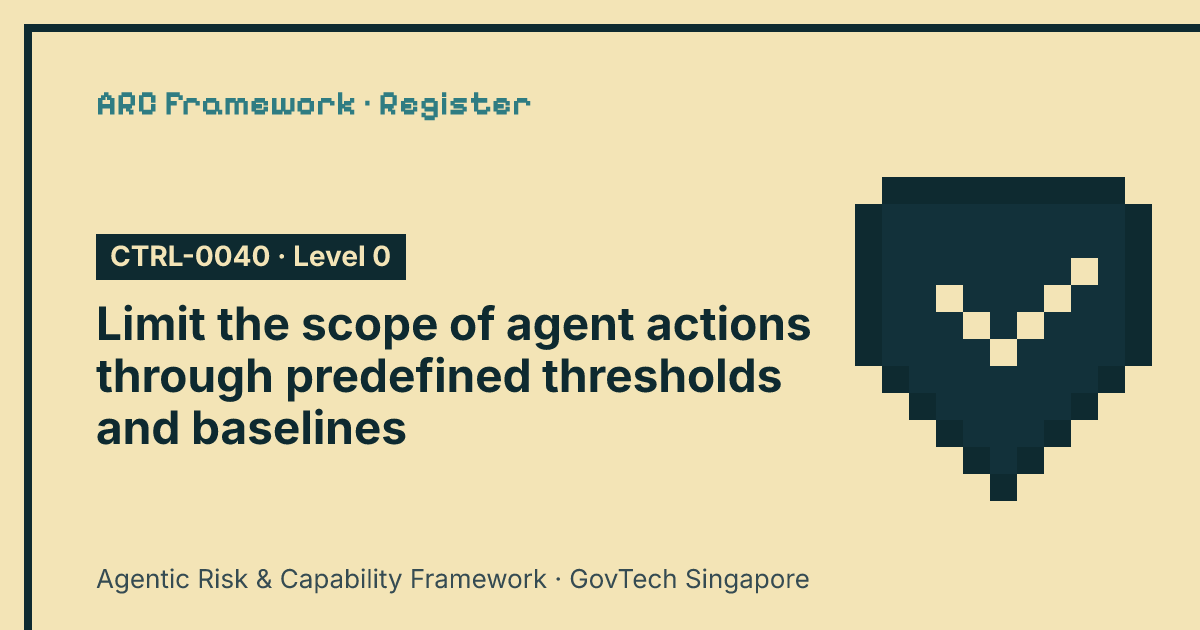 ARC Framework · Register
CTRL-0040 · Level 0
Limit the scope of agent actions
through predefined thresholds
and baselines
Agentic Risk & Capability Framework · GovTech Singapore